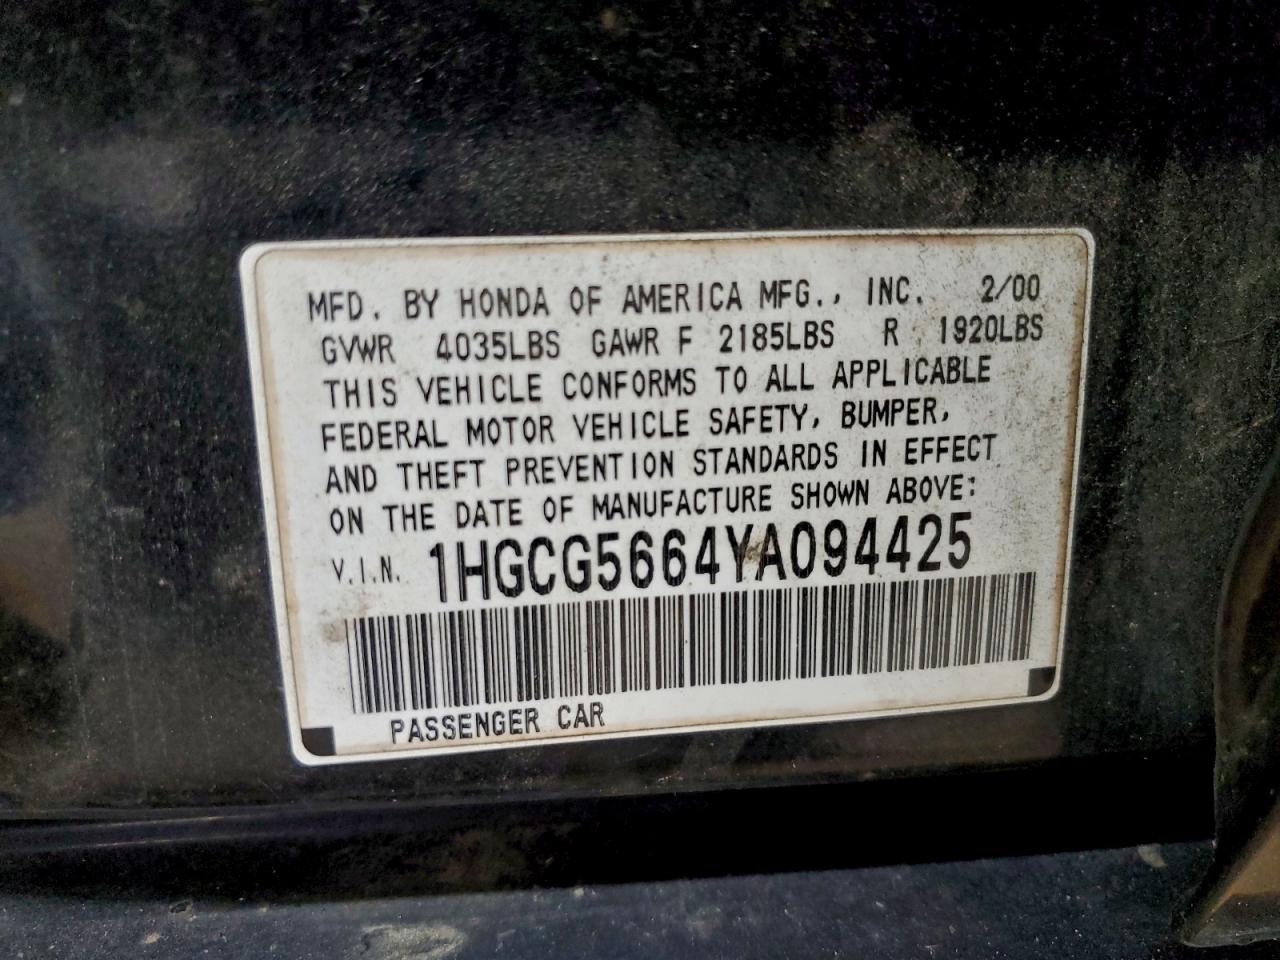 MFD. BY HONDA OF AMERICA MFG., INC. 2/00
GVWR 4035LBS GAWR F 2185LBS R 1920LBS
THIS VEHICLE CONFORMS TO ALL APPLICABLE
FEDERAL MOTOR VEHICLE SAFETY, BUMPER,
AND THEFT PREVENTION STANDARDS IN EFFECT
ON THE DATE OF MANUFACTURE SHOWN ABOVE:
V.I.N. 1HGCG5664YA094425
PASSENGER CAR